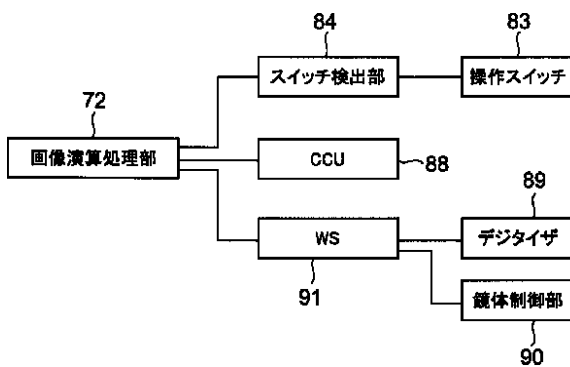 84
83
スイッチ検出部
操作スイッチ
72
画像演算処理部
CCU
88
89
WS
デジタイザ
91
鏡体制御部
90